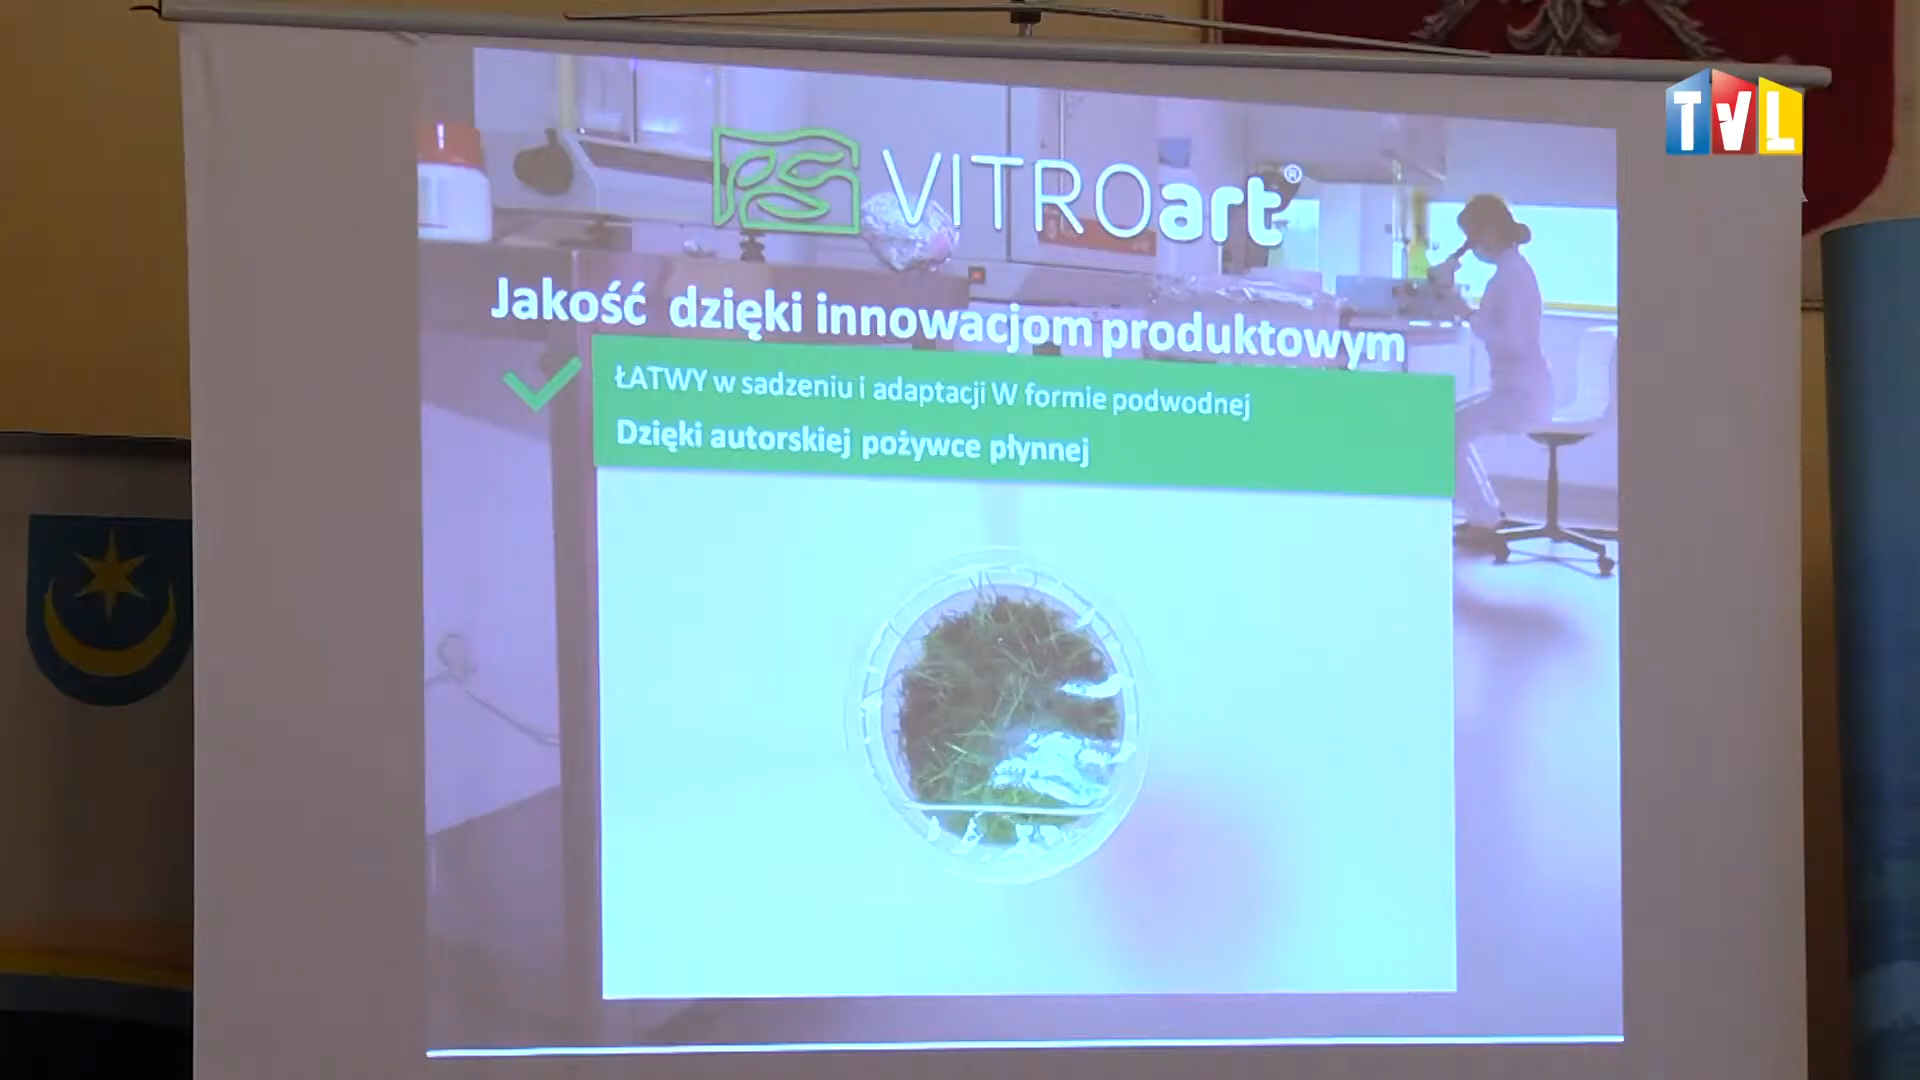 TVL
VITROart®
Jakość dzięki innowacjom produktowym
ŁATWY w sadzeniu i adaptacji W formie podwodnej
Dzięki autorskiej pożywce płynnej